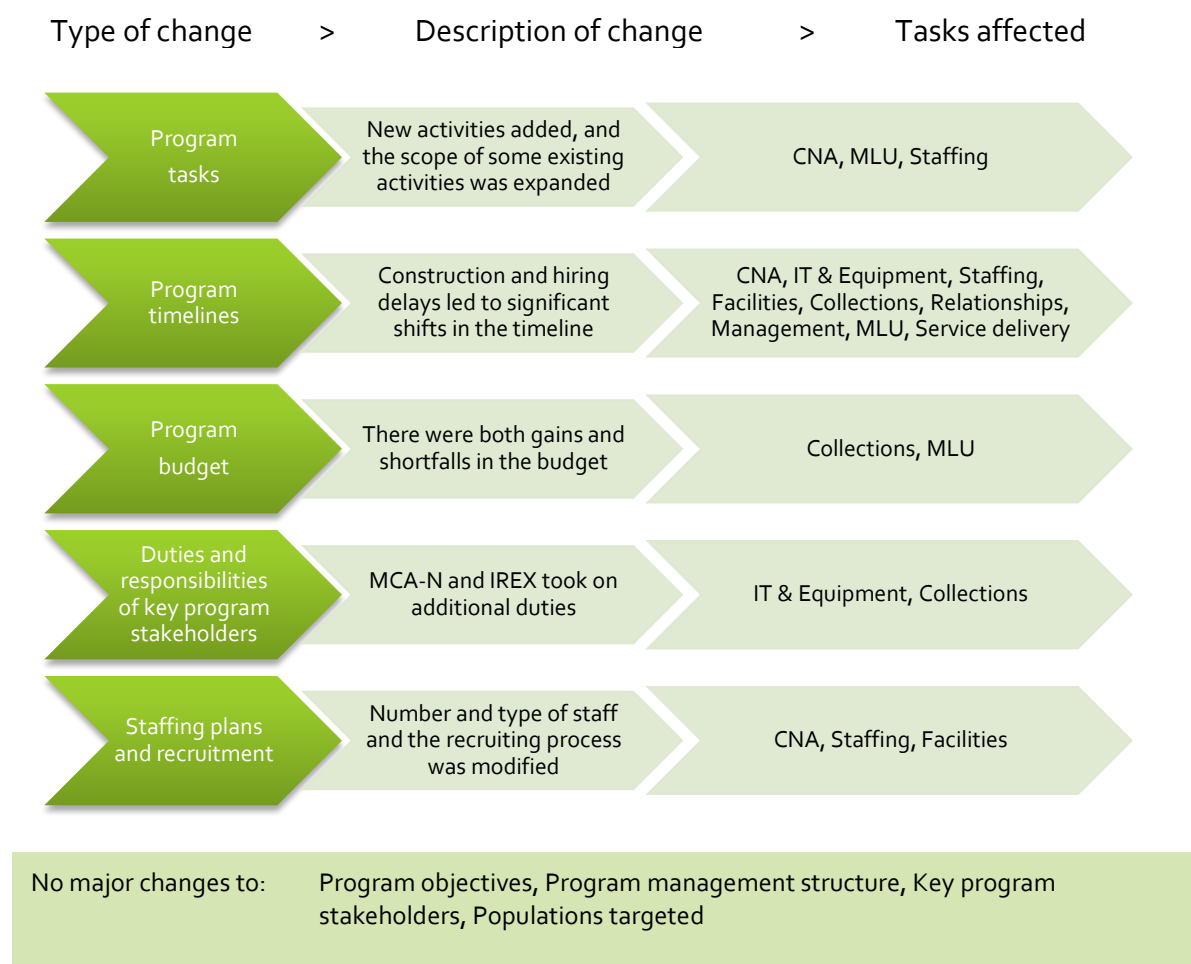 Type of change > Description of change > Tasks affected
Program
tasks
New activities added, and
the scope of some existing
activities was expanded
CNA, MLU, Staffing
Program
timelines
Construction and hiring
delays led to significant
shifts in the timeline
CNA, IT & Equipment, Staffing,
Facilities, Collections, Relationships,
Management, MLU, Service delivery
Program
budget
There were both gains and
shortfalls in the budget
Collections, MLU
Duties and
responsibilities
of key program
stakeholders
MCA-N and IREX took on
additional duties
IT & Equipment, Collections
Staffing plans
and recruitment
Number and type of staff
and the recruiting process
was modified
CNA, Staffing, Facilities
No major changes to: Program objectives, Program management structure, Key program
stakeholders, Populations targeted